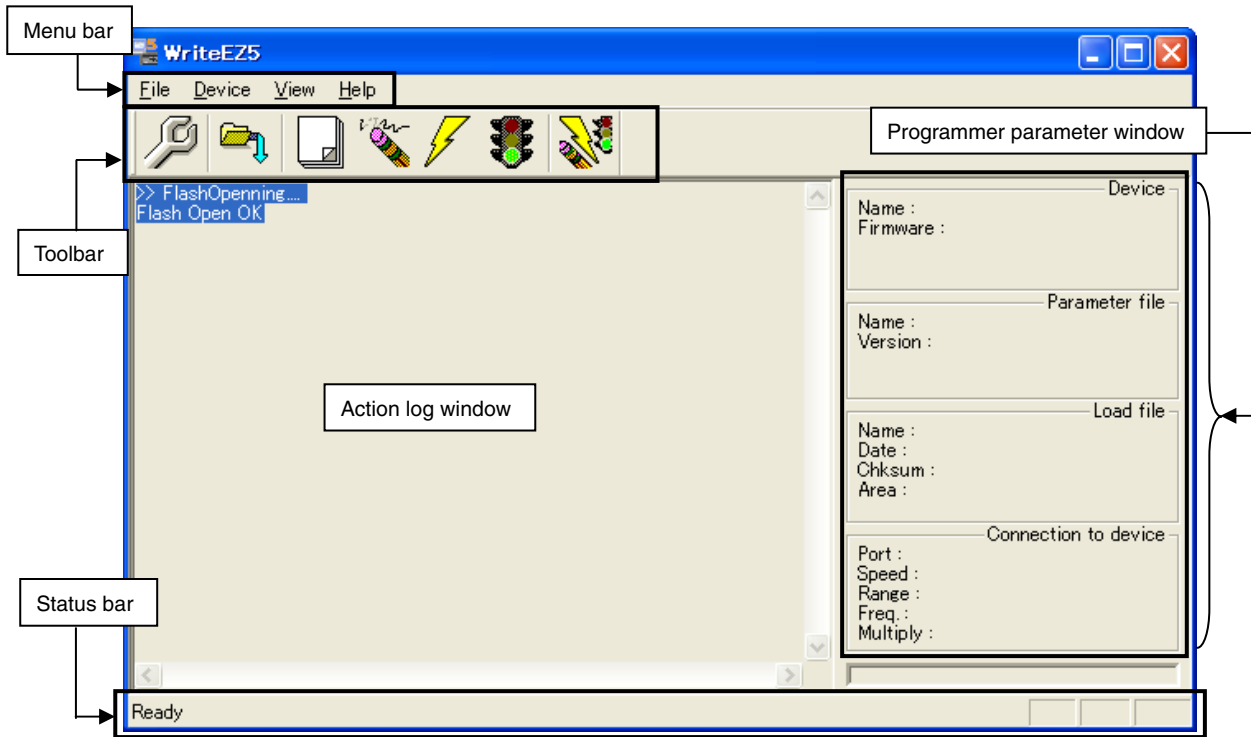 Menu bar
WriteEZ5
File Device View Help
Programmer parameter window
Toolbar
>> FlashOpenning....
Flash Open OK
Action log window
Device
Name :
Firmware :
Parameter file
Name :
Version :
Load file
Name :
Date :
Chksum :
Area :
Connection to device
Port :
Speed :
Range :
Freq. :
Multiply :
Status bar
Ready